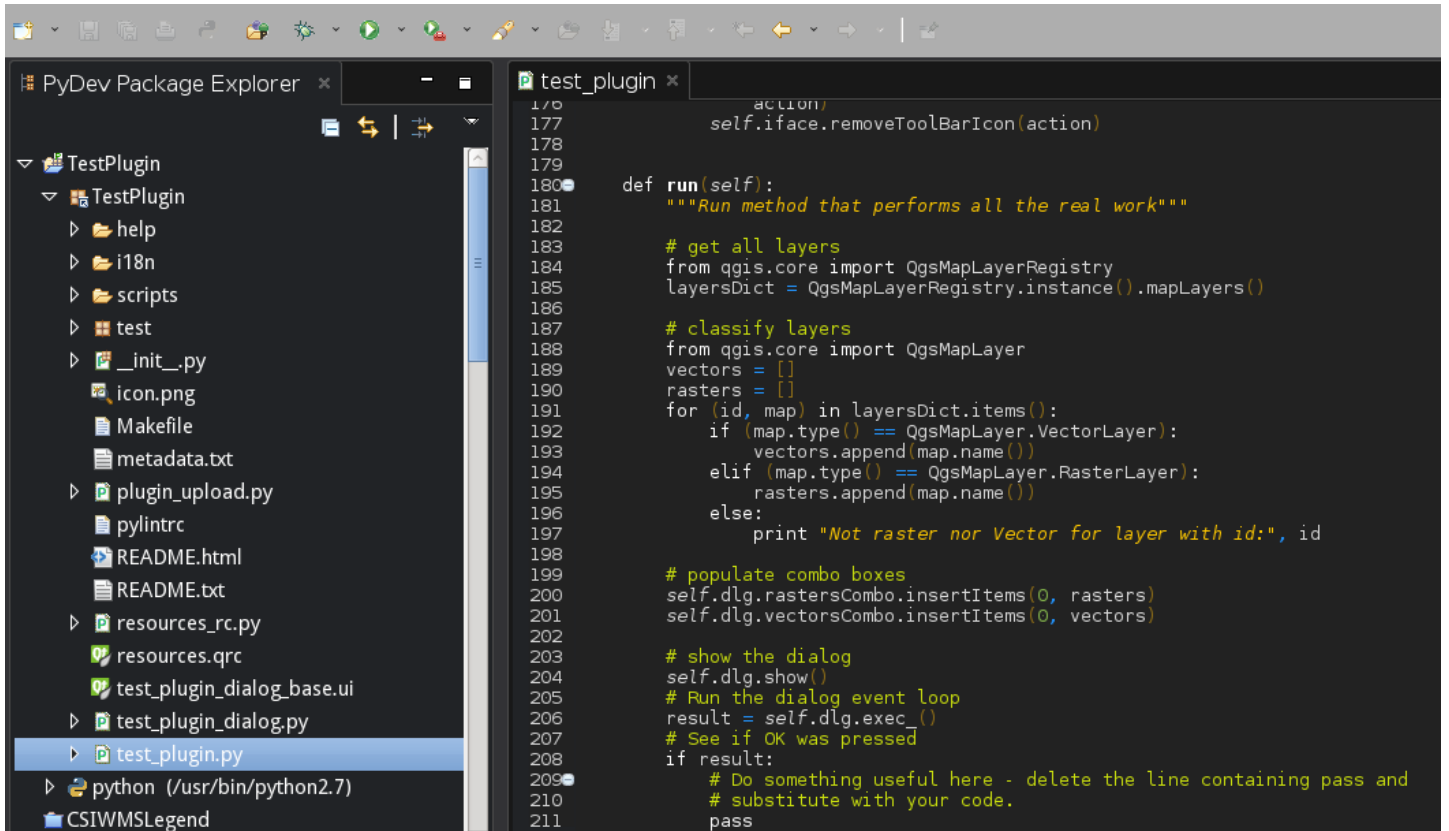 PyDev Package Explorer
TestPlugin
TestPlugin
help
i18n
scripts
test
__init__.py
icon.png
Makefile
metadata.txt
plugin_upload.py
pylintrc
README.html
README.txt
resources_rc.py
resources.qrc
test_plugin_dialog_base.ui
test_plugin_dialog.py
test_plugin.py
python (/usr/bin/python2.7)
CSIWMSLegend
test_plugin
176                 action)
177             self.iface.removeToolBarIcon(action)
178
179
180     def run(self):
181         """Run method that performs all the real work"""
182
183         # get all layers
184         from qgis.core import QgsMapLayerRegistry
185         layersDict = QgsMapLayerRegistry.instance().mapLayers()
186
187         # classify layers
188         from qgis.core import QgsMapLayer
189         vectors = []
190         rasters = []
191         for (id, map) in layersDict.items():
192             if (map.type() == QgsMapLayer.VectorLayer):
193                 vectors.append(map.name())
194             elif (map.type() == QgsMapLayer.RasterLayer):
195                 rasters.append(map.name())
196             else:
197                 print "Not raster nor Vector for layer with id:", id
198
199         # populate combo boxes
200         self.dlg.rastersCombo.insertItems(0, rasters)
201         self.dlg.vectorsCombo.insertItems(0, vectors)
202
203         # show the dialog
204         self.dlg.show()
205         # Run the dialog event loop
206         result = self.dlg.exec_()
207         # See if OK was pressed
208         if result:
209             # Do something useful here - delete the line containing pass and
210             # substitute with your code.
211             pass